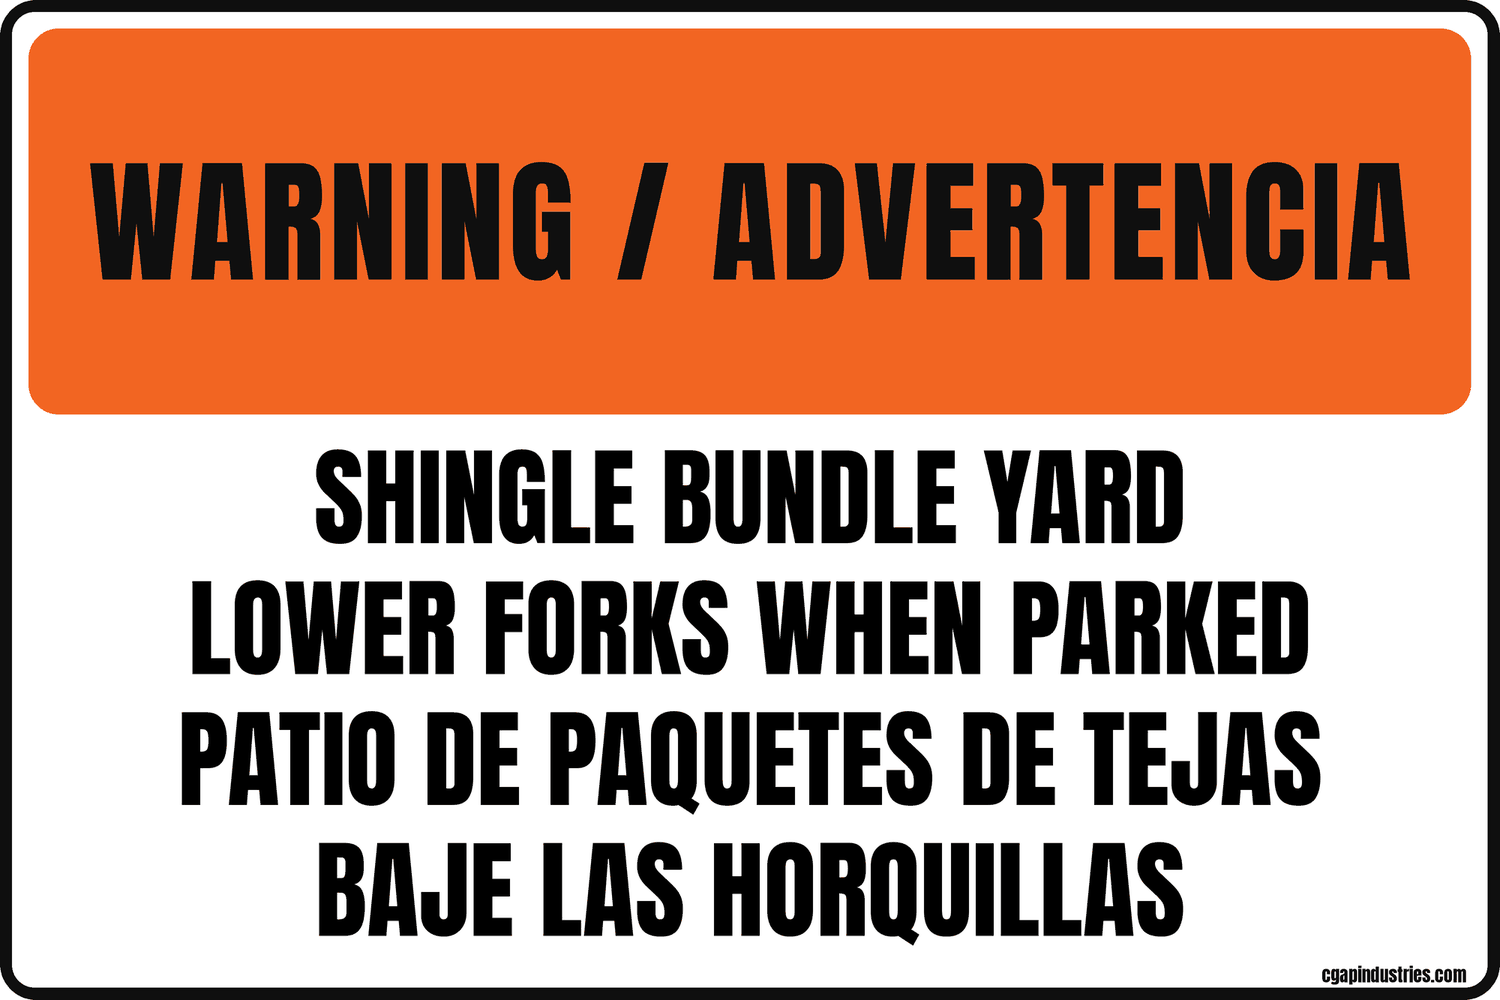 WARNING / ADVERTENCIA
SHINGLE BUNDLE YARD
LOWER FORKS WHEN PARKED
PATIO DE PAQUETES DE TEJAS
BAJE LAS HORQUILLAS
cgapindustries.com